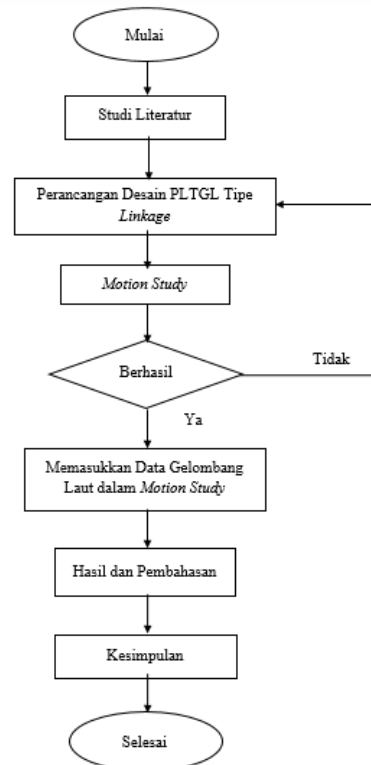 Mulai
Studi Literatur
Perancangan Desain PLTGL Tipe
Linkage
Motion Study
Berhasil
Tidak
Ya
Memasukkan Data Gelombang
Laut dalam Motion Study
Hasil dan Pembahasan
Kesimpulan
Selesai